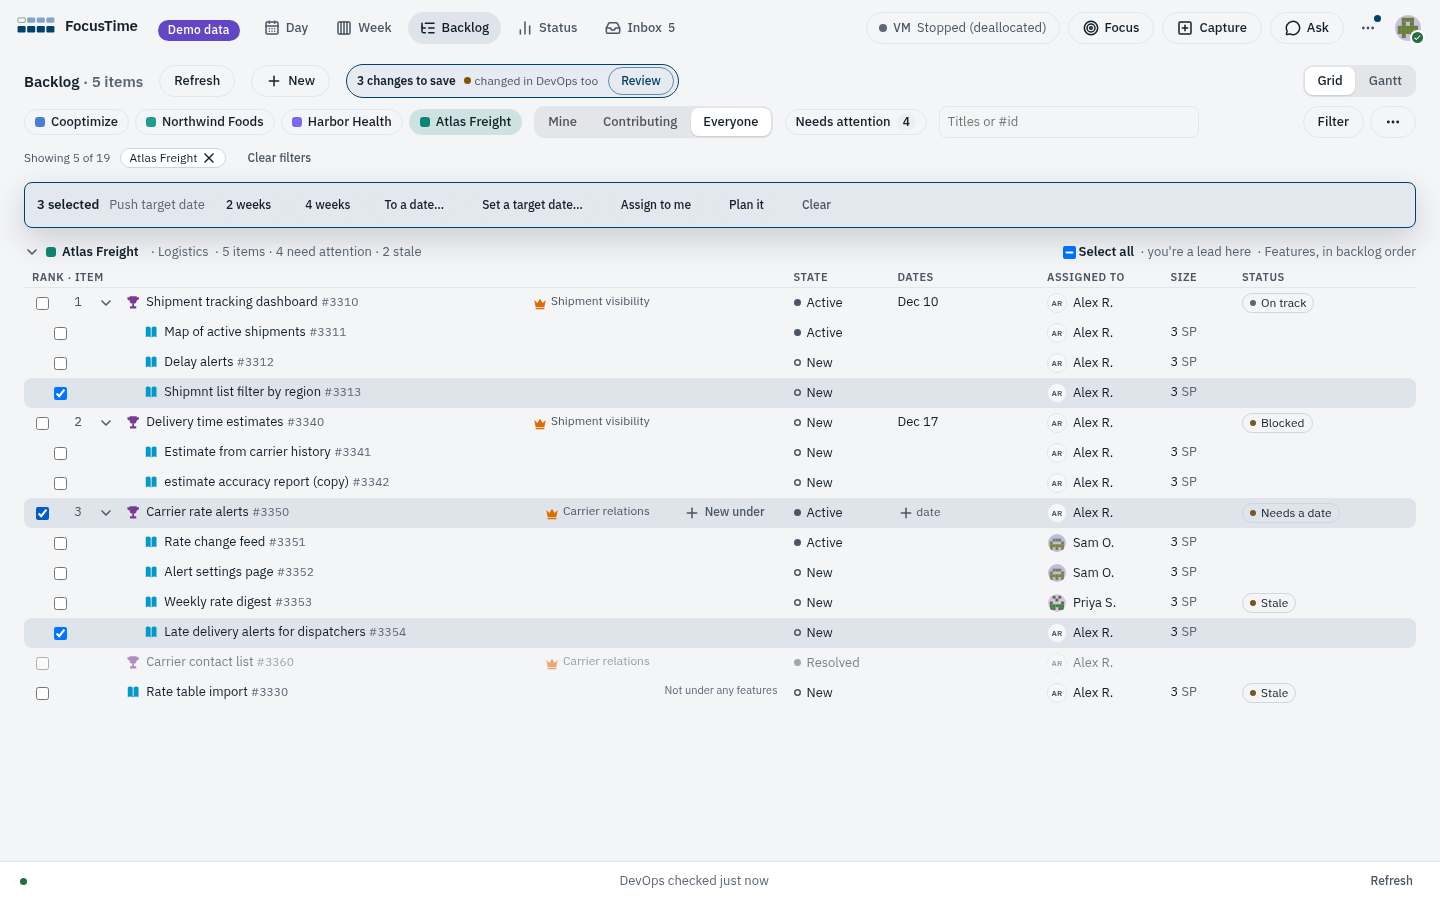 FocusTime Demo data Day Week Backlog Status Inbox 5 VM Stopped (deallocated) Focus Capture Ask
Backlog · 5 items Refresh New 3 changes to save changed in DevOps too Review Grid Gantt
Cooptimize Northwind Foods Harbor Health Atlas Freight Mine Contributing Everyone Needs attention 4 Titles or #id Filter
Showing 5 of 19 Atlas Freight Clear filters
3 selected Push target date 2 weeks 4 weeks To a date... Set a target date... Assign to me Plan it Clear
Atlas Freight · Logistics · 5 items · 4 need attention · 2 stale Select all · you're a lead here · Features, in backlog order
RANK · ITEM STATE DATES ASSIGNED TO SIZE STATUS
1 Shipment tracking dashboard #3310 Shipment visibility Active Dec 10 AR Alex R. On track
Map of active shipments #3311 Active AR Alex R. 3 SP
Delay alerts #3312 New AR Alex R. 3 SP
Shipmnt list filter by region #3313 New AR Alex R. 3 SP
2 Delivery time estimates #3340 Shipment visibility New Dec 17 AR Alex R. Blocked
Estimate from carrier history #3341 New AR Alex R. 3 SP
estimate accuracy report (copy) #3342 New AR Alex R. 3 SP
3 Carrier rate alerts #3350 Carrier relations New under Active date AR Alex R. Needs a date
Rate change feed #3351 Active Sam O. 3 SP
Alert settings page #3352 New Sam O. 3 SP
Weekly rate digest #3353 New Priya S. 3 SP Stale
Late delivery alerts for dispatchers #3354 New AR Alex R. 3 SP
Carrier contact list #3360 Carrier relations Resolved AR Alex R.
Rate table import #3330 Not under any features New AR Alex R. 3 SP Stale
DevOps checked just now Refresh